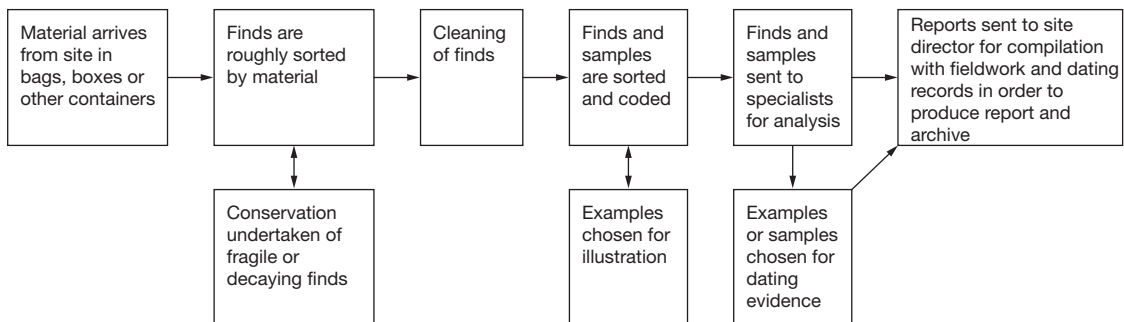 Material arrives
from site in
bags, boxes or
other containers
Finds are
roughly sorted
by material
Cleaning
of finds
Finds and
samples
are sorted
and coded
Finds and
samples
sent to
specialists
for analysis
Reports sent to site
director for compilation
with fieldwork and dating
records in order to
produce report and
archive
Conservation
undertaken of
fragile or
decaying finds
Examples
chosen for
illustration
Examples
or samples
chosen for
dating
evidence